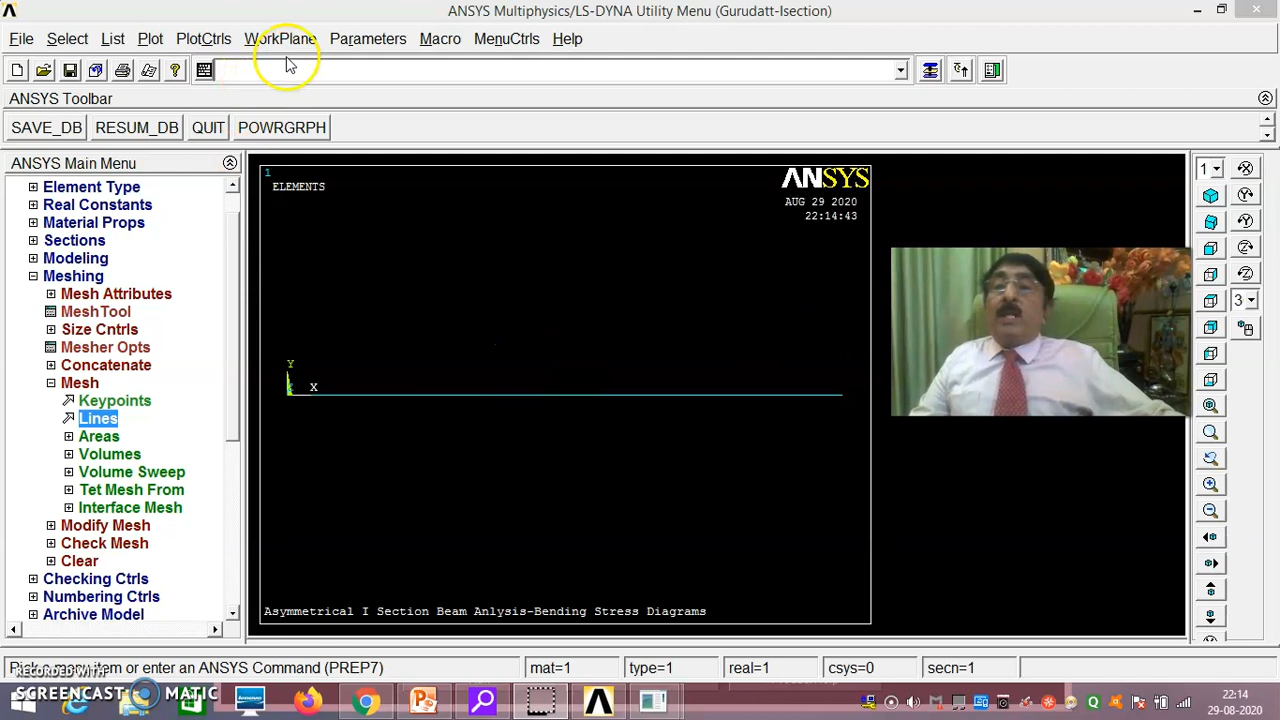 ANSYS Multiphysics/LS-DYNA Utility Menu (Gurudatt-Isection)
File Select List Plot PlotCtrls WorkPlane Parameters Macro MenuCtrls Help
ANSYS Toolbar
SAVE_DB RESUM_DB QUIT POWRGRPH
ANSYS Main Menu
Element Type
Real Constants
Material Props
Sections
Modeling
Meshing
Mesh Attributes
MeshTool
Size Cntrls
Mesher Opts
Concatenate
Mesh
Keypoints
Lines
Areas
Volumes
Volume Sweep
Tet Mesh From
Interface Mesh
Modify Mesh
Check Mesh
Clear
Checking Ctrls
Numbering Ctrls
Archive Model
1
ELEMENTS
ANSYS
AUG 29 2020
22:14:43
Y
X
Asymmetrical I Section Beam Anlysis-Bending Stress Diagrams
1
3
item or enter an ANSYS Command (PREP7)
mat=1 type=1 real=1 csys=0 secn=1
RECORDED WITH
SCREENCAST MATIC
22:14
29-08-2020